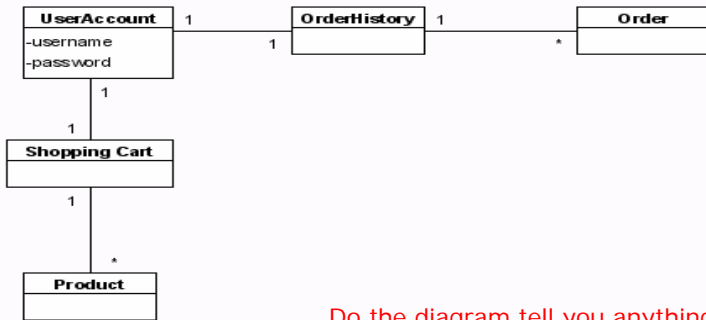 UserAccount 1 OrderHistory 1 Order
-username 1 *
-password
1
1
Shopping Cart
1
*
Product
Do the diagram tell you anything